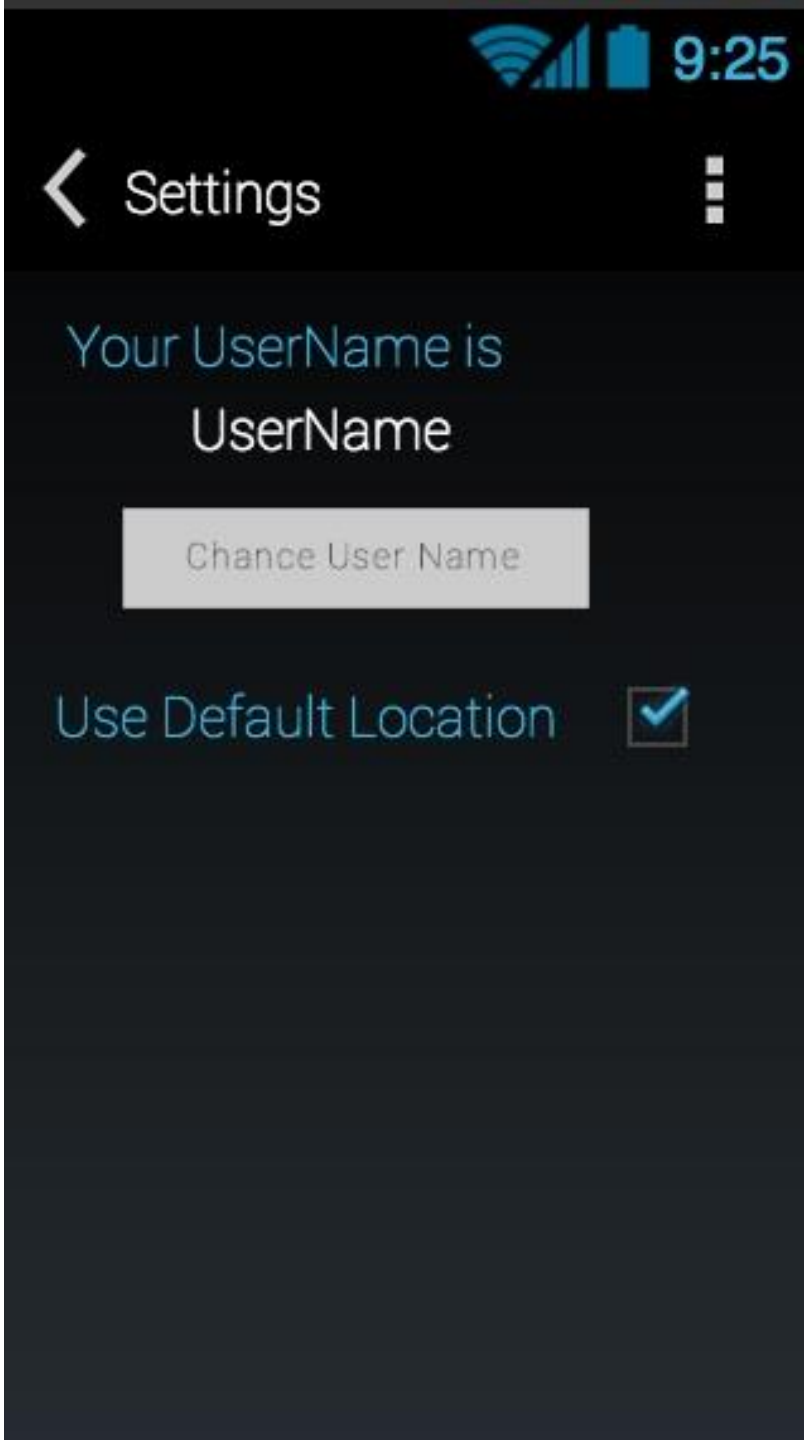 9:25
Settings
Your UserName is
UserName
Chance User Name
Use Default Location